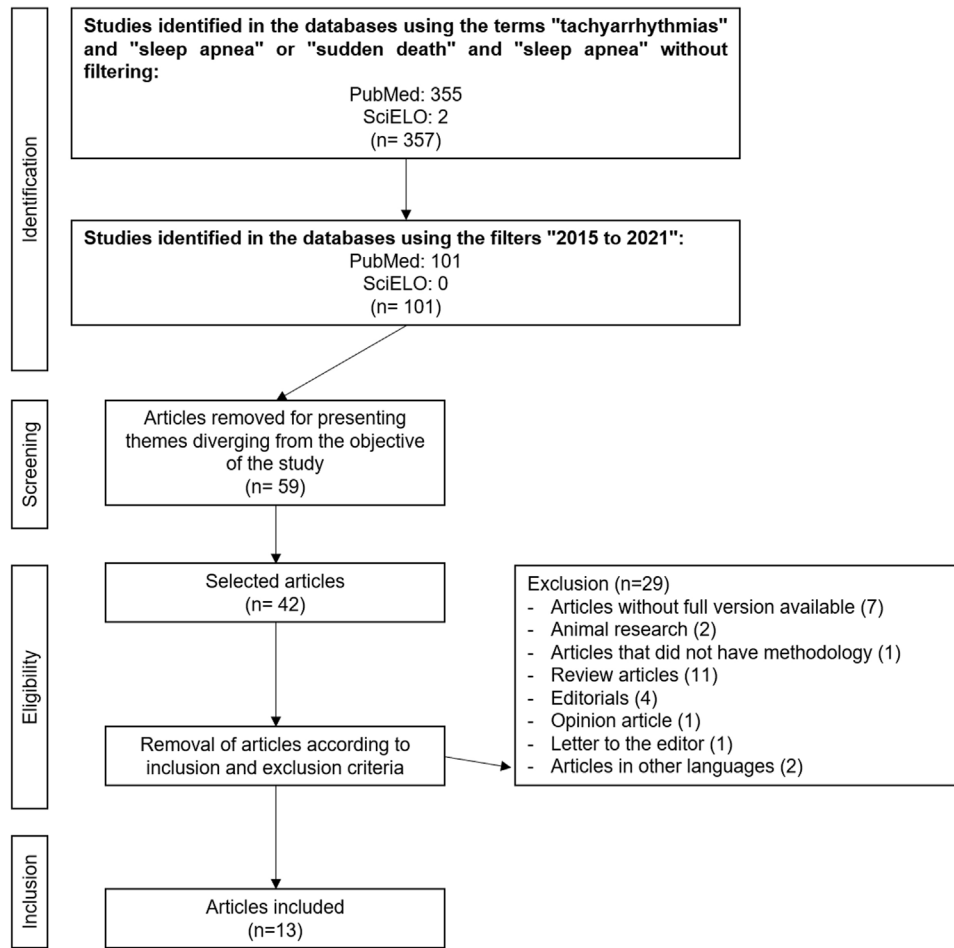 Identification
Studies identified in the databases using the terms "tachyarrhythmias"
and "sleep apnea" or "sudden death" and "sleep apnea" without
filtering:
PubMed: 355
SciELO: 2
(n= 357)
Studies identified in the databases using the filters "2015 to 2021":
PubMed: 101
SciELO: 0
(n= 101)
Screening
Articles removed for presenting
themes diverging from the objective
of the study
(n= 59)
Eligibility
Selected articles
(n= 42)
Removal of articles according to
inclusion and exclusion criteria
Exclusion (n=29)
- Articles without full version available (7)
- Animal research (2)
- Articles that did not have methodology (1)
- Review articles (11)
- Editorials (4)
- Opinion article (1)
- Letter to the editor (1)
- Articles in other languages (2)
Inclusion
Articles included
(n=13)